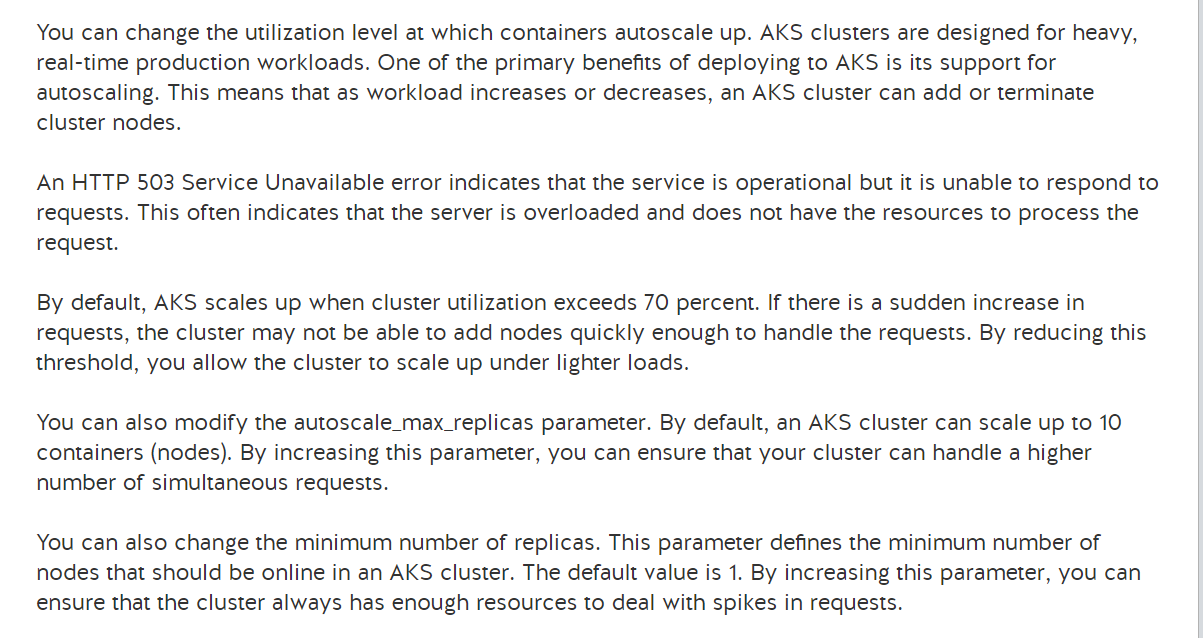 You can change the utilization level at which containers autoscale up. AKS clusters are designed for heavy,
real-time production workloads. One of the primary benefits of deploying to AKS is its support for
autoscaling. This means that as workload increases or decreases, an AKS cluster can add or terminate
cluster nodes.
An HTTP 503 Service Unavailable error indicates that the service is operational but it is unable to respond to
requests. This often indicates that the server is overloaded and does not have the resources to process the
request.
By default, AKS scales up when cluster utilization exceeds 70 percent. If there is a sudden increase in
requests, the cluster may not be able to add nodes quickly enough to handle the requests. By reducing this
threshold, you allow the cluster to scale up under lighter loads.
You can also modify the autoscale_max_replicas parameter. By default, an AKS cluster can scale up to 10
containers (nodes). By increasing this parameter, you can ensure that your cluster can handle a higher
number of simultaneous requests.
You can also change the minimum number of replicas. This parameter defines the minimum number of
nodes that should be online in an AKS cluster. The default value is 1. By increasing this parameter, you can
ensure that the cluster always has enough resources to deal with spikes in requests.